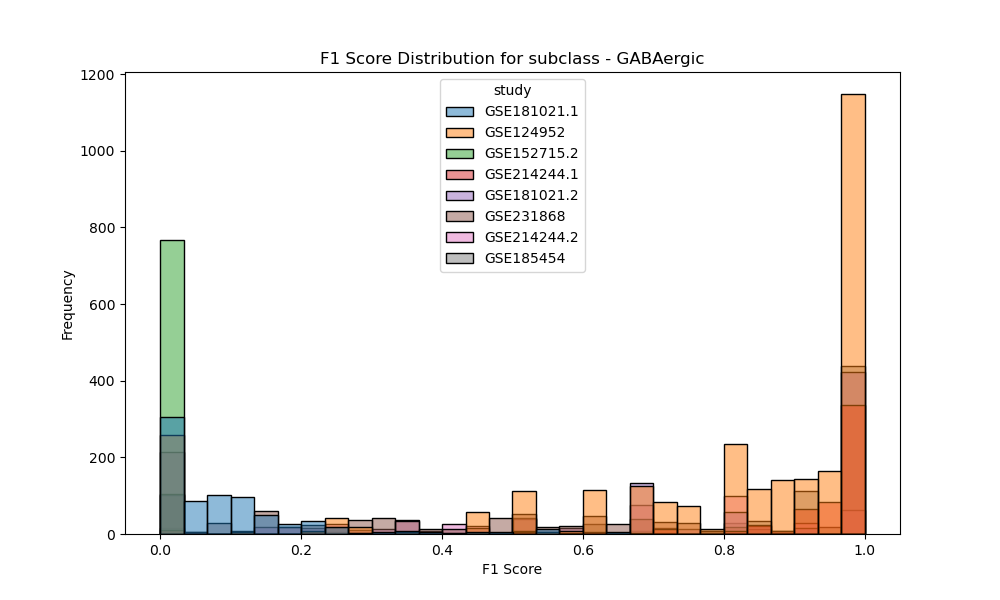 F1 Score Distribution for subclass - GABAergic
study
GSE181021.1
GSE124952
GSE152715.2
GSE214244.1
GSE181021.2
GSE231868
GSE214244.2
GSE185454
Frequency
1200
1000
800
600
400
200
0
0.0 0.2 0.4 0.6 0.8 1.0
F1 Score